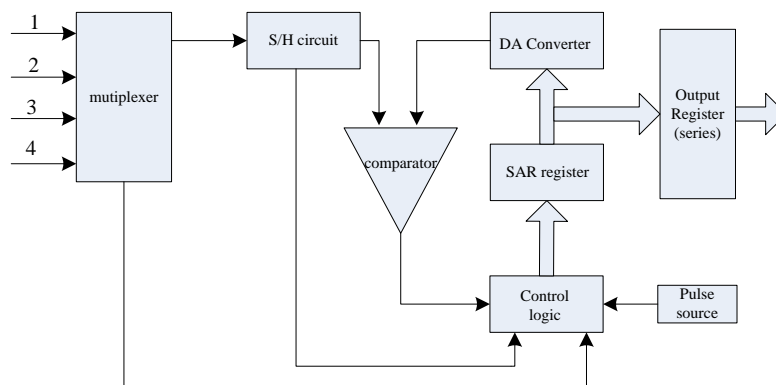 1
2
3
4
mutiplexer
S/H circuit
DA Converter
Output
Register
(series)
comparator
SAR register
Control
logic
Pulse
source